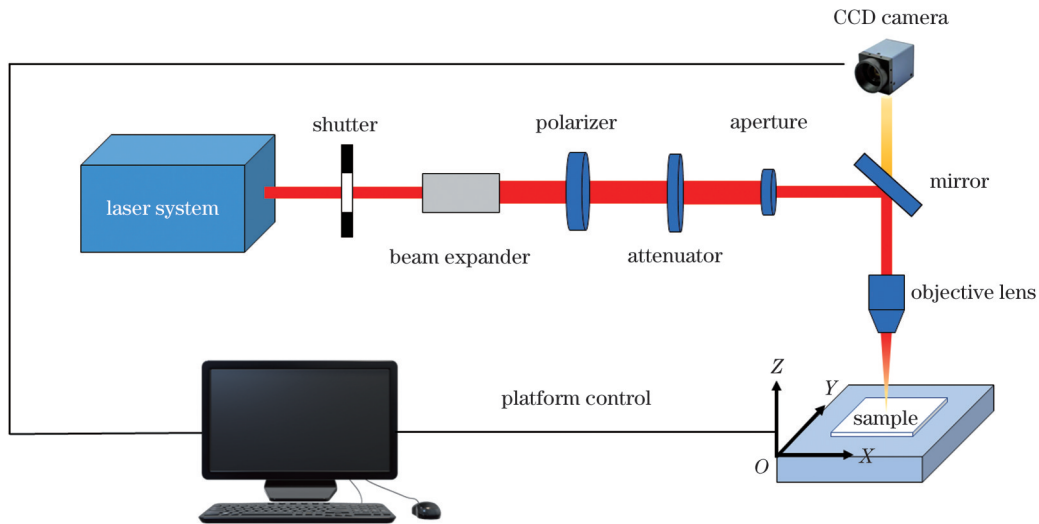 CCD camera
shutter
polarizer
aperture
laser system
mirror
beam expander
attenuator
objective lens
platform control
Z
Y
sample
O
X